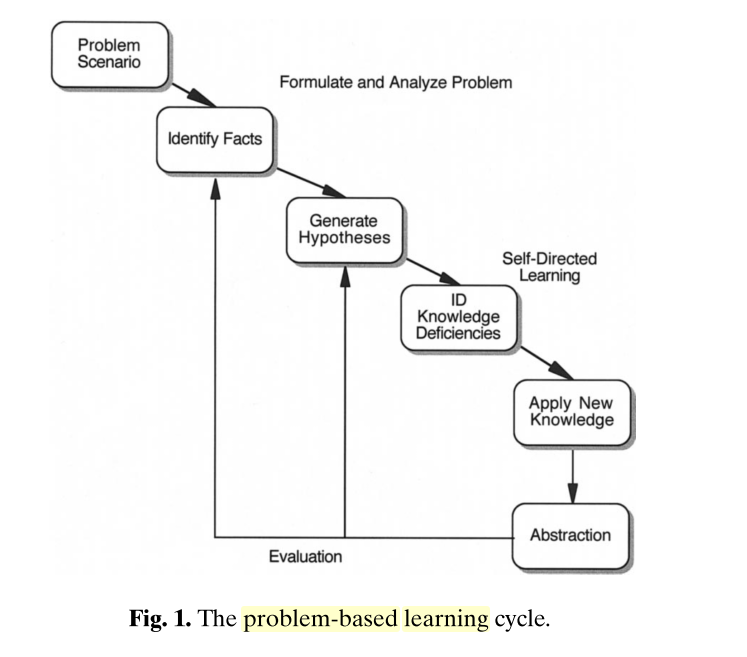 Problem
Scenario
Formulate and Analyze Problem
Identify Facts
Generate
Hypotheses
Self-Directed
Learning
ID
Knowledge
Deficiencies
Apply New
Knowledge
Abstraction
Evaluation
Fig. 1. The problem-based learning cycle.